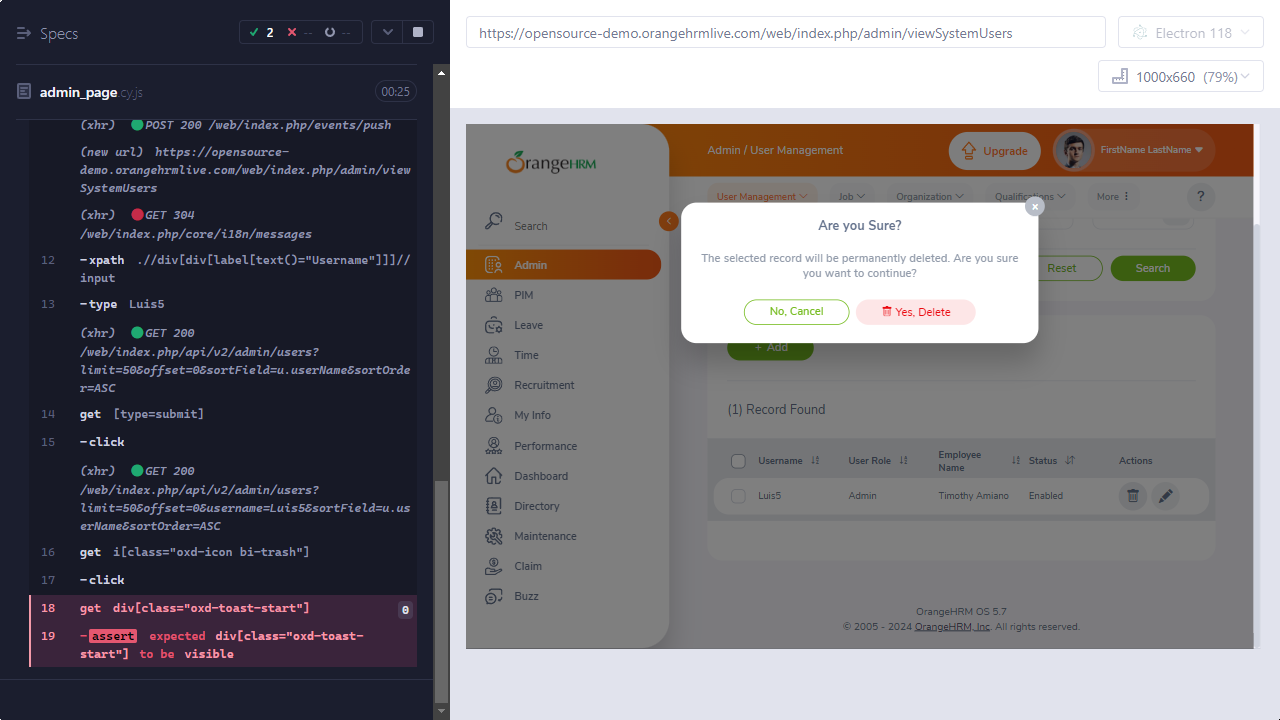 Specs
2
--
--
admin_page.cy.js
00:25
(xhr) POST 200 /web/index.php/events/push
(new url) https://opensource-
demo.orangehrmlive.com/web/index.php/admin/view
SystemUsers
(xhr) GET 304
/web/index.php/core/i18n/messages
12 -xpath .//div[div[label[text()="Username"]]]//
input
13 -type Luis5
(xhr) GET 200
/web/index.php/api/v2/admin/users?
limit=50&offset=0&sortField=u.userName&sortOrde
r=ASC
14 get [type=submit]
15 -click
(xhr) GET 200
/web/index.php/api/v2/admin/users?
limit=50&offset=0&username=Luis5&sortField=u.us
erName&sortOrder=ASC
16 get i[class="oxd-icon bi-trash"]
17 -click
18 get div[class="oxd-toast-start"] 0
19 -assert expected div[class="oxd-toast-
start"] to be visible
https://opensource-demo.orangehrmlive.com/web/index.php/admin/viewSystemUsers
Electron 118
1000x660 (79%)
OrangeHRM
Search
Admin
PIM
Leave
Time
Recruitment
My Info
Performance
Dashboard
Directory
Maintenance
Claim
Buzz
Admin / User Management
Upgrade
FirstName LastName
User Management
Job
Organization
Qualifications
More
?
Are you Sure?
The selected record will be permanently deleted. Are you sure
you want to continue?
No, Cancel
Yes, Delete
Reset
Search
+ Add
(1) Record Found
Username
User Role
Employee
Name
Status
Actions
Luis5
Admin
Timothy Amiano
Enabled
OrangeHRM OS 5.7
© 2005 - 2024 OrangeHRM, Inc. All rights reserved.